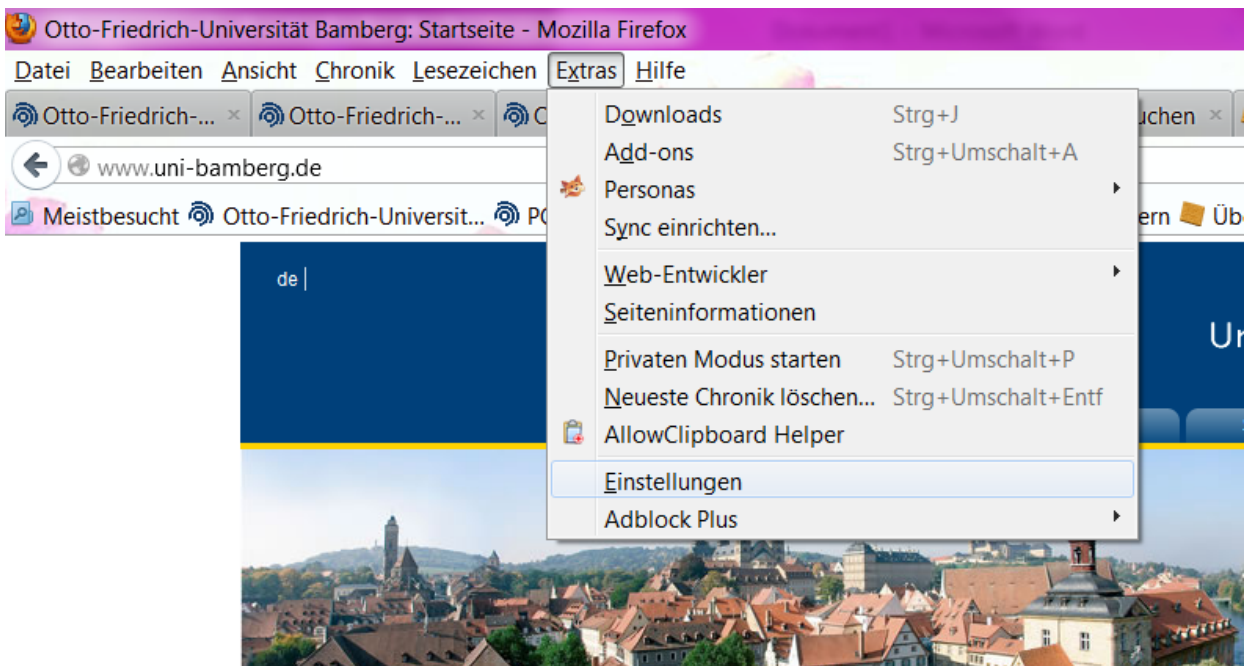 Otto-Friedrich-Universität Bamberg: Startseite - Mozilla Firefox
Datei Bearbeiten Ansicht Chronik Lesezeichen Extras Hilfe
Otto-Friedrich-... × Otto-Friedrich-... × uchen ×
www.uni-bamberg.de
Meistbesucht Otto-Friedrich-Universit... ern Üb
de |
Downloads Strg+J
Add-ons Strg+Umschalt+A
Personas
Sync einrichten...
Web-Entwickler
Seiteninformationen
Privaten Modus starten Strg+Umschalt+P
Neueste Chronik löschen... Strg+Umschalt+Entf
AllowClipboard Helper
Einstellungen
Adblock Plus